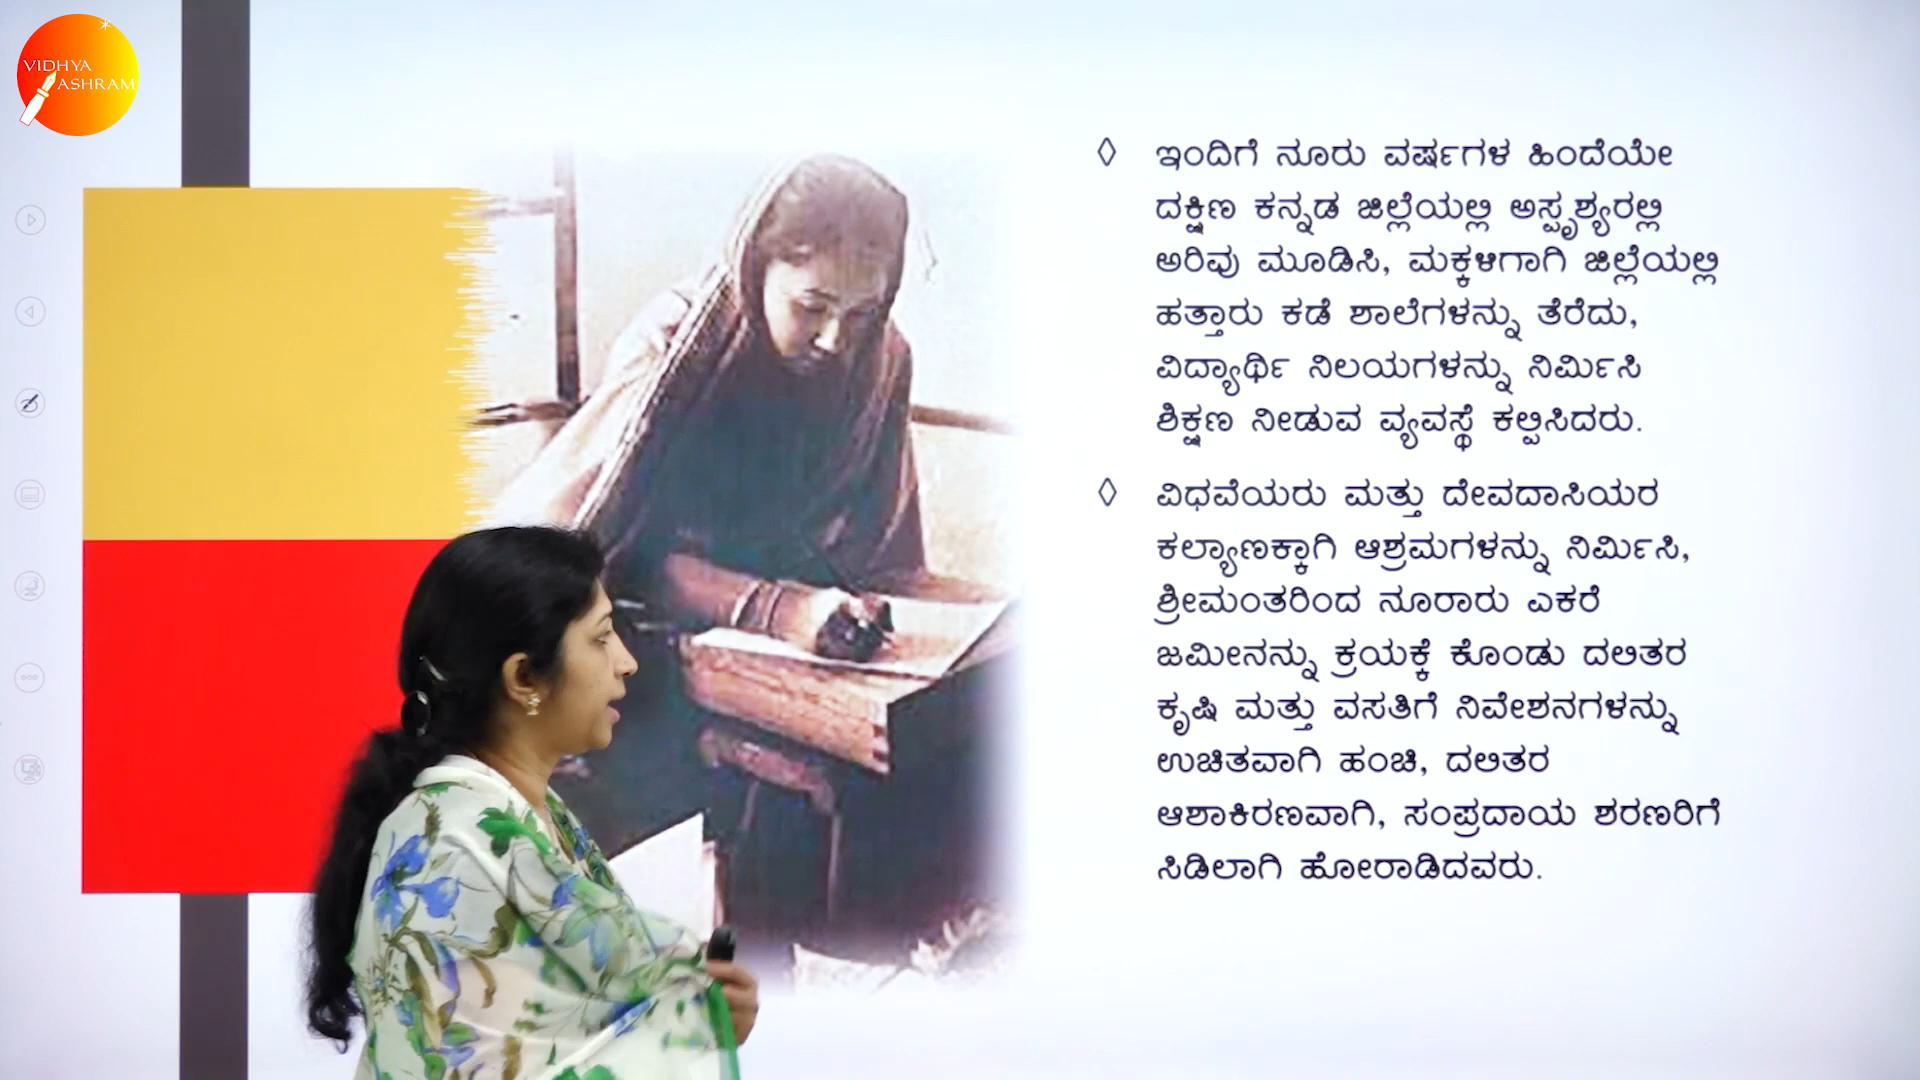 VIDHYA
ASHRAM
◊ ಇಂದಿಗೆ ನೂರು ವರ್ಷಗಳ ಹಿಂದೆಯೇ
ದಕ್ಷಿಣ ಕನ್ನಡ ಜಿಲ್ಲೆಯಲ್ಲಿ ಅಸ್ಪೃಶ್ಯರಲ್ಲಿ
ಅರಿವು ಮೂಡಿಸಿ, ಮಕ್ಕಳಿಗಾಗಿ ಜಿಲ್ಲೆಯಲ್ಲಿ
ಹತ್ತಾರು ಕಡೆ ಶಾಲೆಗಳನ್ನು ತೆರೆದು,
ವಿದ್ಯಾರ್ಥಿ ನಿಲಯಗಳನ್ನು ನಿರ್ಮಿಸಿ
ಶಿಕ್ಷಣ ನೀಡುವ ವ್ಯವಸ್ಥೆ ಕಲ್ಪಿಸಿದರು.
◊ ವಿಧವೆಯರು ಮತ್ತು ದೇವದಾಸಿಯರ
ಕಲ್ಯಾಣಕ್ಕಾಗಿ ಆಶ್ರಮಗಳನ್ನು ನಿರ್ಮಿಸಿ,
ಶ್ರೀಮಂತರಿಂದ ನೂರಾರು ಎಕರೆ
ಜಮೀನನ್ನು ಕ್ರಯಕ್ಕೆ ಕೊಂಡು ದಲಿತರ
ಕೃಷಿ ಮತ್ತು ವಸತಿಗೆ ನಿವೇಶನಗಳನ್ನು
ಉಚಿತವಾಗಿ ಹಂಚಿ, ದಲಿತರ
ಆಶಾಕಿರಣವಾಗಿ, ಸಂಪ್ರದಾಯ ಶರಣರಿಗೆ
ಸಿಡಿಲಾಗಿ ಹೋರಾಡಿದವರು.